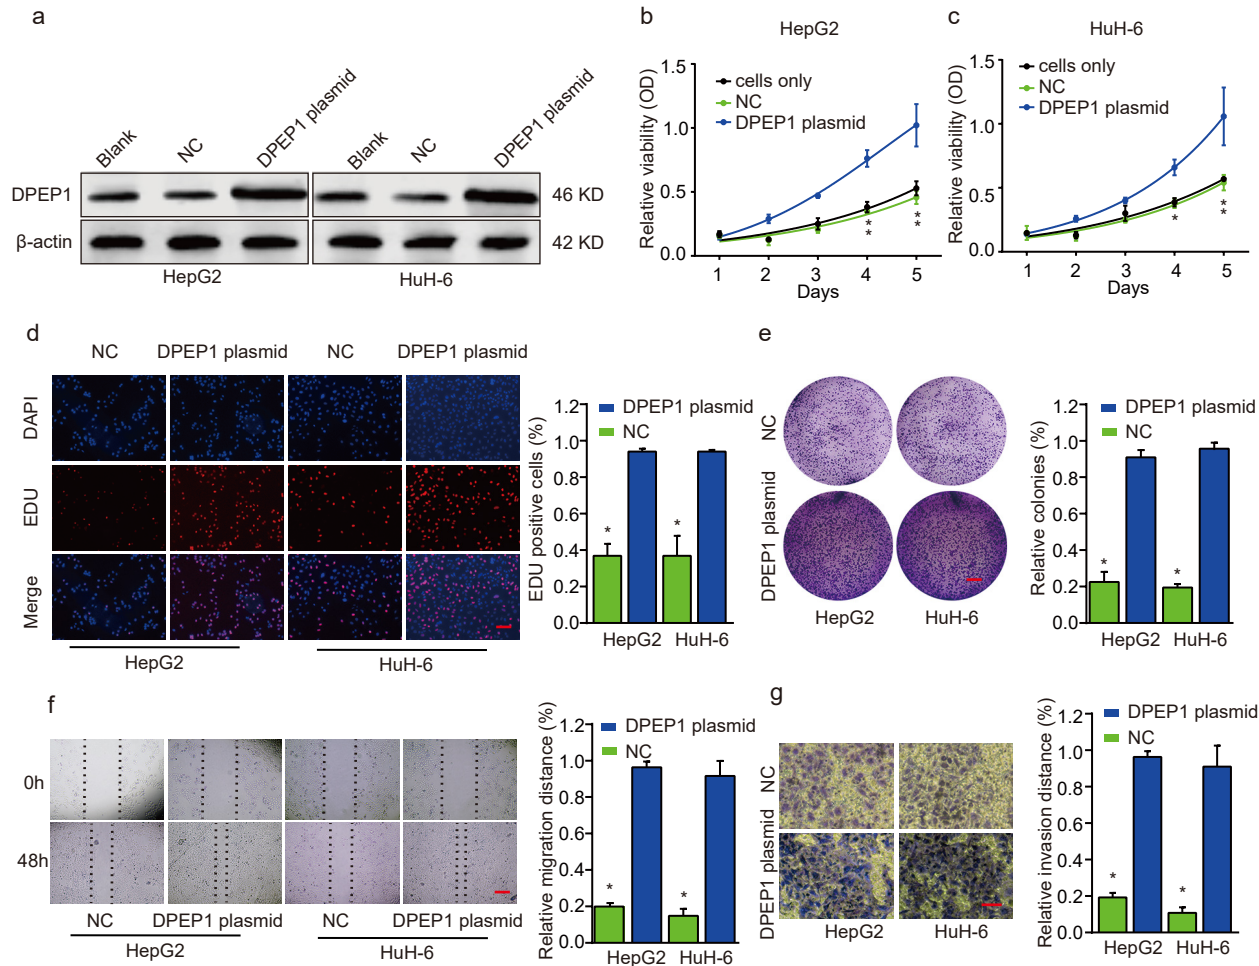 a
Blank
NC
DPEP1 plasmid
Blank
NC
DPEP1 plasmid
DPEP1
46 KD
β-actin
42 KD
HepG2
HuH-6
b
HepG2
Relative viability (OD)
1.5
1.0
0.5
0.0
cells only
NC
DPEP1 plasmid
*
*
*
*
1 2 3 4 5
Days
c
HuH-6
Relative viability (OD)
1.5
1.0
0.5
0.0
cells only
NC
DPEP1 plasmid
*
*
*
1 2 3 4 5
Days
d
NC DPEP1 plasmid NC DPEP1 plasmid
DAPI
EDU
Merge
HepG2
HuH-6
EDU positive cells (%)
1.2
1.0
0.8
0.6
0.4
0.2
0.0
DPEP1 plasmid
NC
* *
HepG2 HuH-6
e
NC
DPEP1 plasmid
HepG2 HuH-6
Relative colonies (%)
1.2
1.0
0.8
0.6
0.4
0.2
0.0
DPEP1 plasmid
NC
* *
HepG2 HuH-6
f
0h
48h
NC DPEP1 plasmid NC DPEP1 plasmid
HepG2
HuH-6
Relative migration distance (%)
1.2
1.0
0.8
0.6
0.4
0.2
0.0
DPEP1 plasmid
NC
* *
HepG2 HuH-6
g
NC
DPEP1 plasmid
HepG2 HuH-6
Relative invasion distance (%)
1.2
1.0
0.8
0.6
0.4
0.2
0.0
DPEP1 plasmid
NC
* *
HepG2 HuH-6